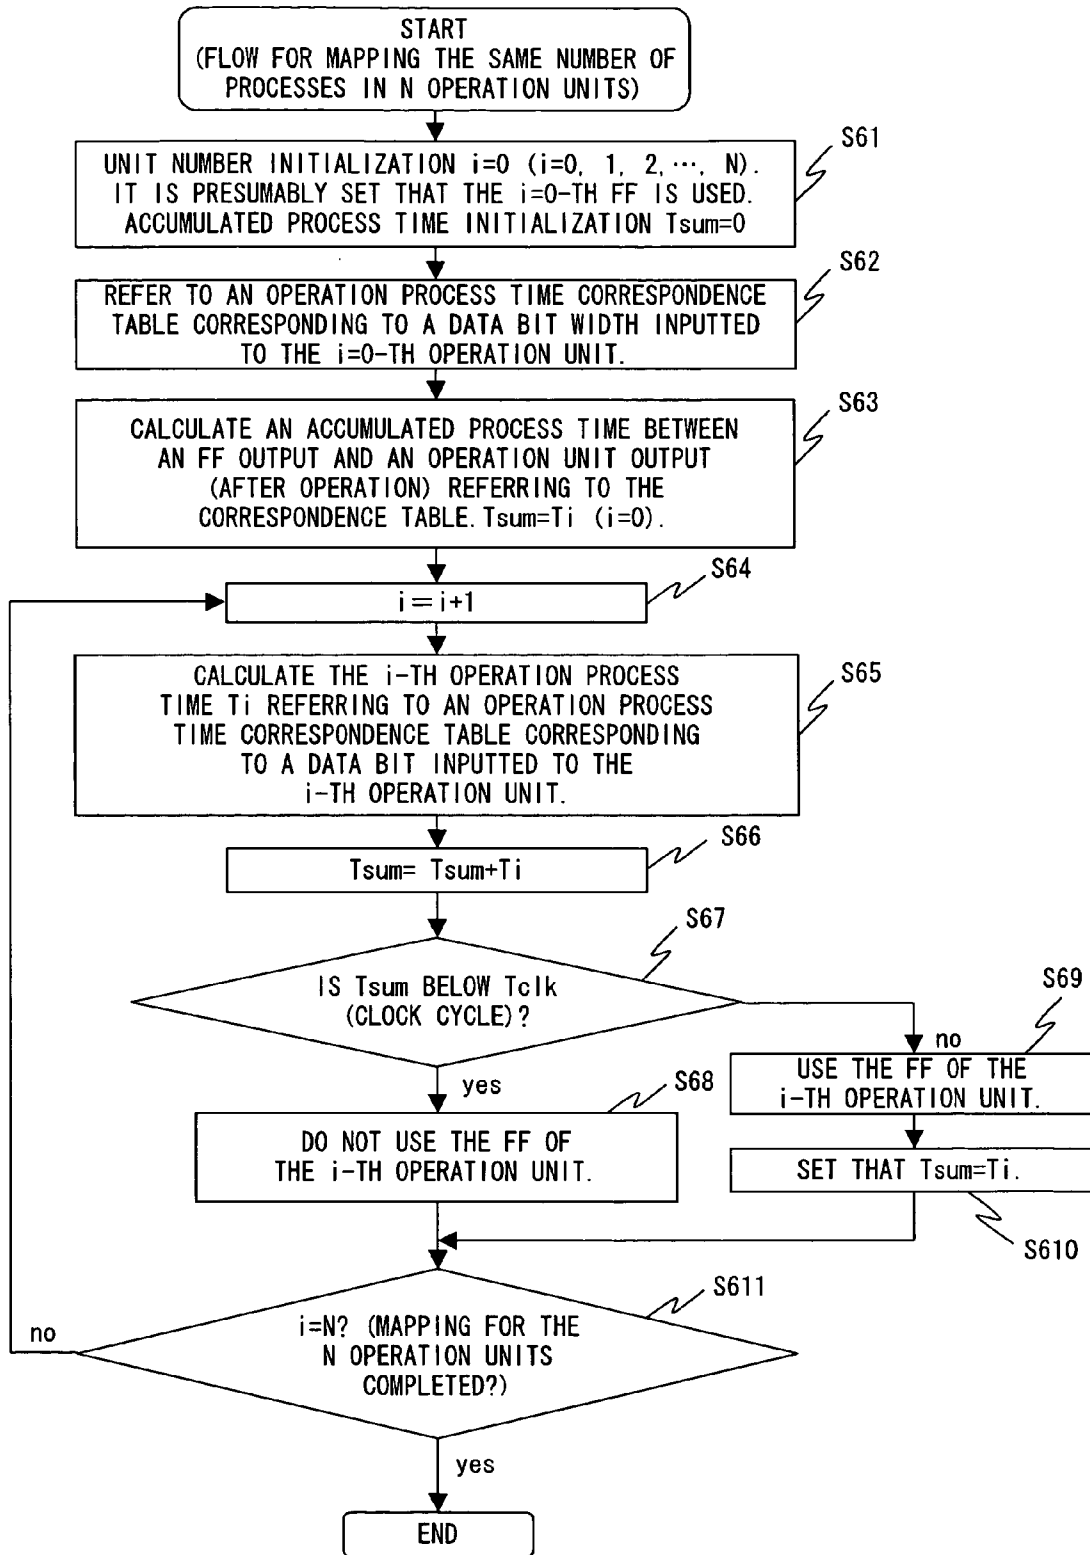 START
(FLOW FOR MAPPING THE SAME NUMBER OF
PROCESSES IN N OPERATION UNITS)
S61
UNIT NUMBER INITIALIZATION i=0 (i=0, 1, 2, ..., N).
IT IS PRESUMABLY SET THAT THE i=0-TH FF IS USED.
ACCUMULATED PROCESS TIME INITIALIZATION Tsum=0
S62
REFER TO AN OPERATION PROCESS TIME CORRESPONDENCE
TABLE CORRESPONDING TO A DATA BIT WIDTH INPUTTED
TO THE i=0-TH OPERATION UNIT.
S63
CALCULATE AN ACCUMULATED PROCESS TIME BETWEEN
AN FF OUTPUT AND AN OPERATION UNIT OUTPUT
(AFTER OPERATION) REFERRING TO THE
CORRESPONDENCE TABLE. Tsum=Ti (i=0).
S64
i=i+1
S65
CALCULATE THE i-TH OPERATION PROCESS
TIME Ti REFERRING TO AN OPERATION PROCESS
TIME CORRESPONDENCE TABLE CORRESPONDING
TO A DATA BIT INPUTTED TO THE
i-TH OPERATION UNIT.
S66
Tsum= Tsum+Ti
S67
IS Tsum BELOW Tclk
(CLOCK CYCLE)?
yes
no
S68
DO NOT USE THE FF OF
THE i-TH OPERATION UNIT.
S69
USE THE FF OF THE
i-TH OPERATION UNIT.
SET THAT Tsum=Ti.
S610
S611
i=N? (MAPPING FOR THE
N OPERATION UNITS
COMPLETED?)
no
yes
END